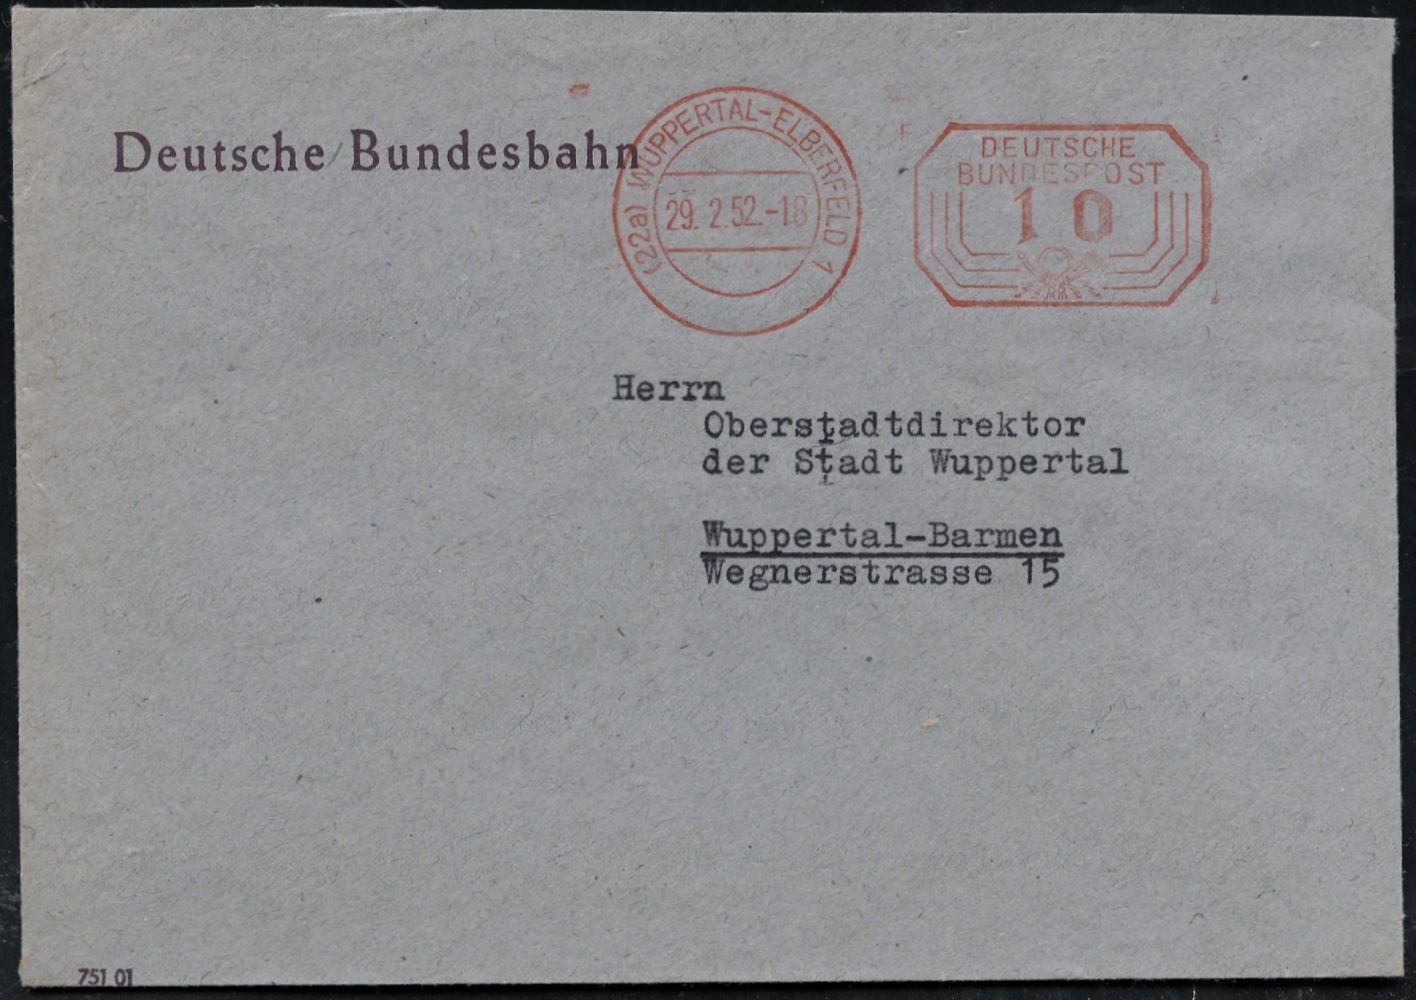 Deutsche Bundesbahn
(22a) WUPPERTAL-ELBERFELD 1
29. 2.52.-18
DEUTSCHE
BUNDESPOST
10
Herrn
Oberstadtdirektor
der Stadt Wuppertal
Wuppertal-Barmen
Wegnerstrasse 15
751 01